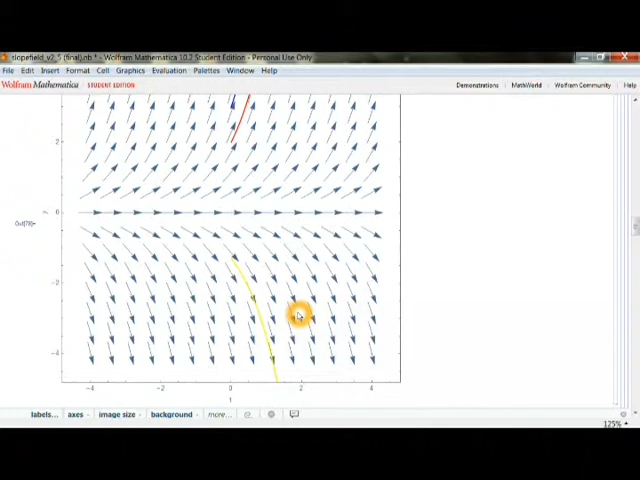 slopefield_v2_5 (final).nb * - Wolfram Mathematica 10.2 Student Edition - Personal Use Only
File Edit Insert Format Cell Graphics Evaluation Palettes Window Help
Wolfram Mathematica STUDENT EDITION Demonstrations | MathWorld | Wolfram Community | Help
2
y 0
-2
-4
-4 -2 0 2 4
t
labels... axes image size background more...
125%